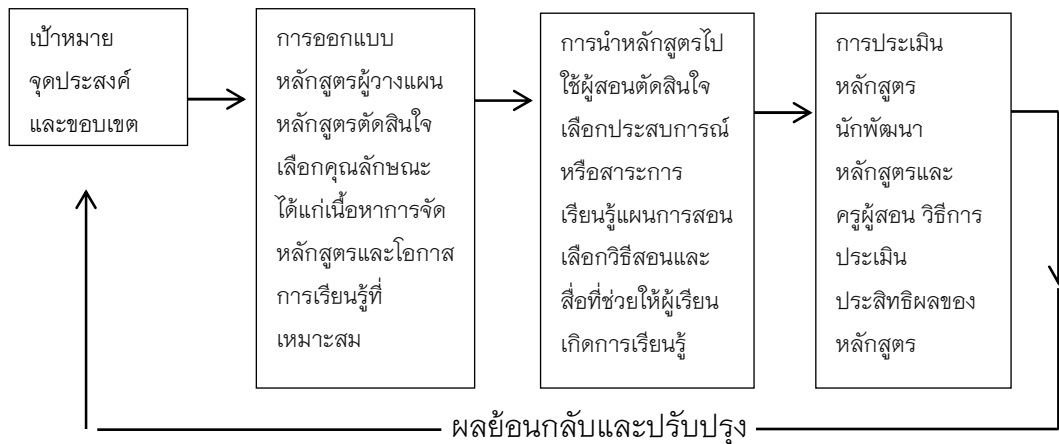 เป้าหมาย
จุดประสงค์
และขอบเขต
การออกแบบ
หลักสูตรผู้วางแผน
หลักสูตรตัดสินใจ
เลือกคุณลักษณะ
ได้แก่เนื้อหาการจัด
หลักสูตรและโอกาส
การเรียนรู้ที่
เหมาะสม
การนำหลักสูตรไป
ใช้ผู้สอนตัดสินใจ
เลือกประสบการณ์
หรือสาระการ
เรียนรู้แผนการสอน
เลือกวิธีสอนและ
สื่อที่ช่วยให้ผู้เรียน
เกิดการเรียนรู้
การประเมิน
หลักสูตร
นักพัฒนา
หลักสูตรและ
ครูผู้สอน วิธีการ
ประเมิน
ประสิทธิผลของ
หลักสูตร
ผลย้อนกลับและปรับปรุง